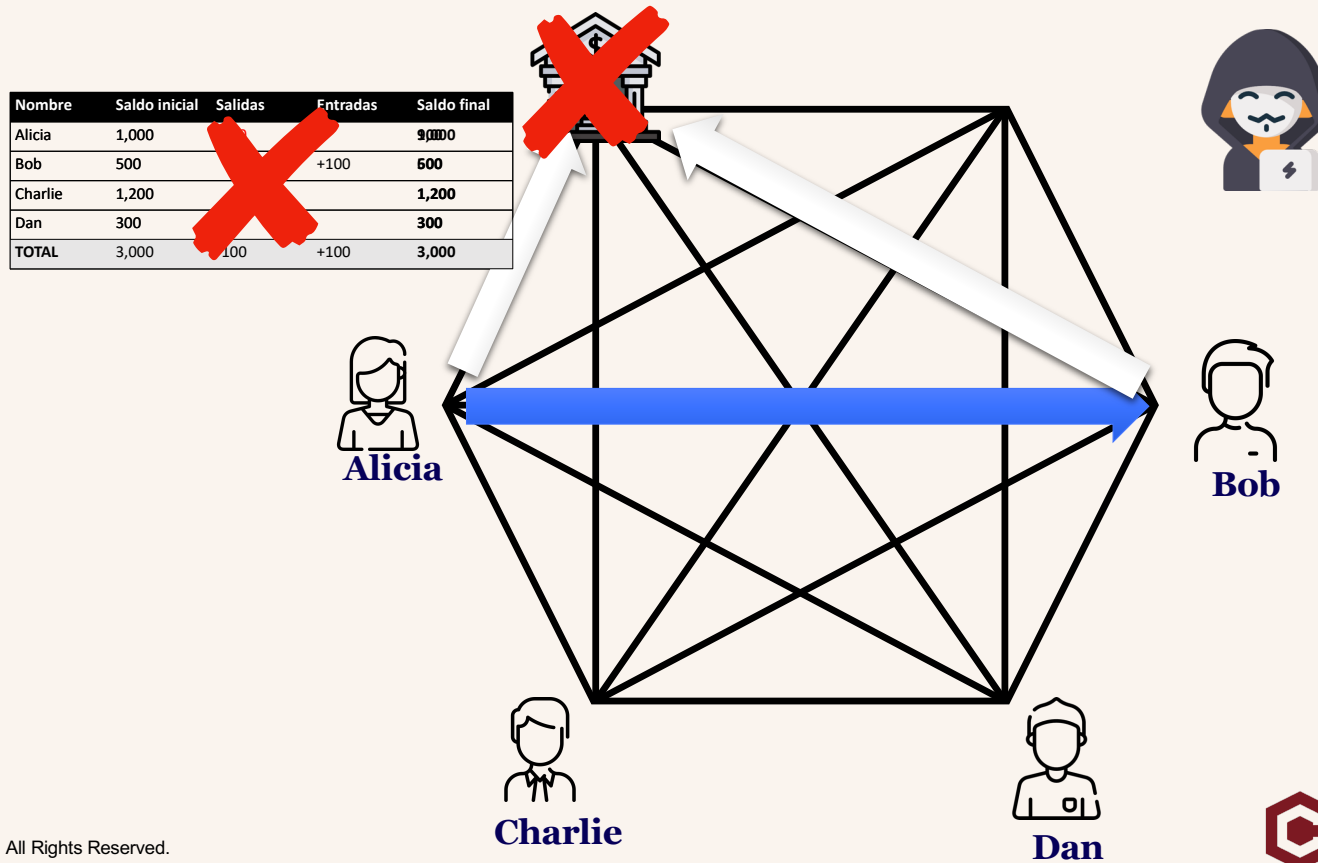 $
Nombre Saldo inicial Salidas Entradas Saldo final
Alicia 1,000
Bob 500 +100
Charlie 1,200 1,200
Dan 300 300
TOTAL 3,000 100 +100 3,000
Alicia
Bob
Charlie
Dan
All Rights Reserved.